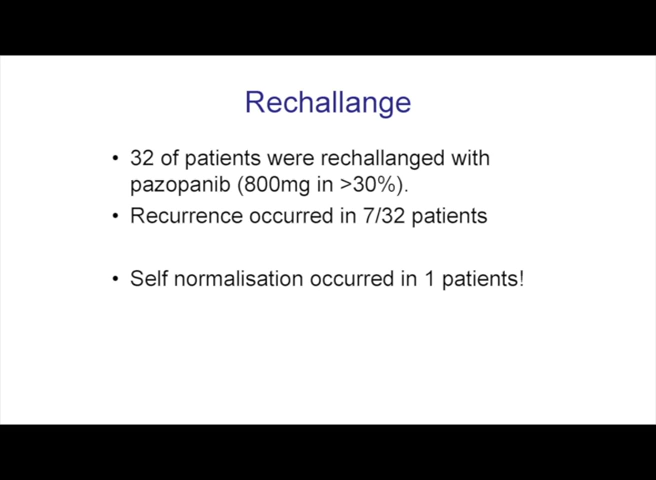 Rechallange
• 32 of patients were rechallanged with
pazopanib (800mg in >30%).
• Recurrence occurred in 7/32 patients
• Self normalisation occurred in 1 patients!